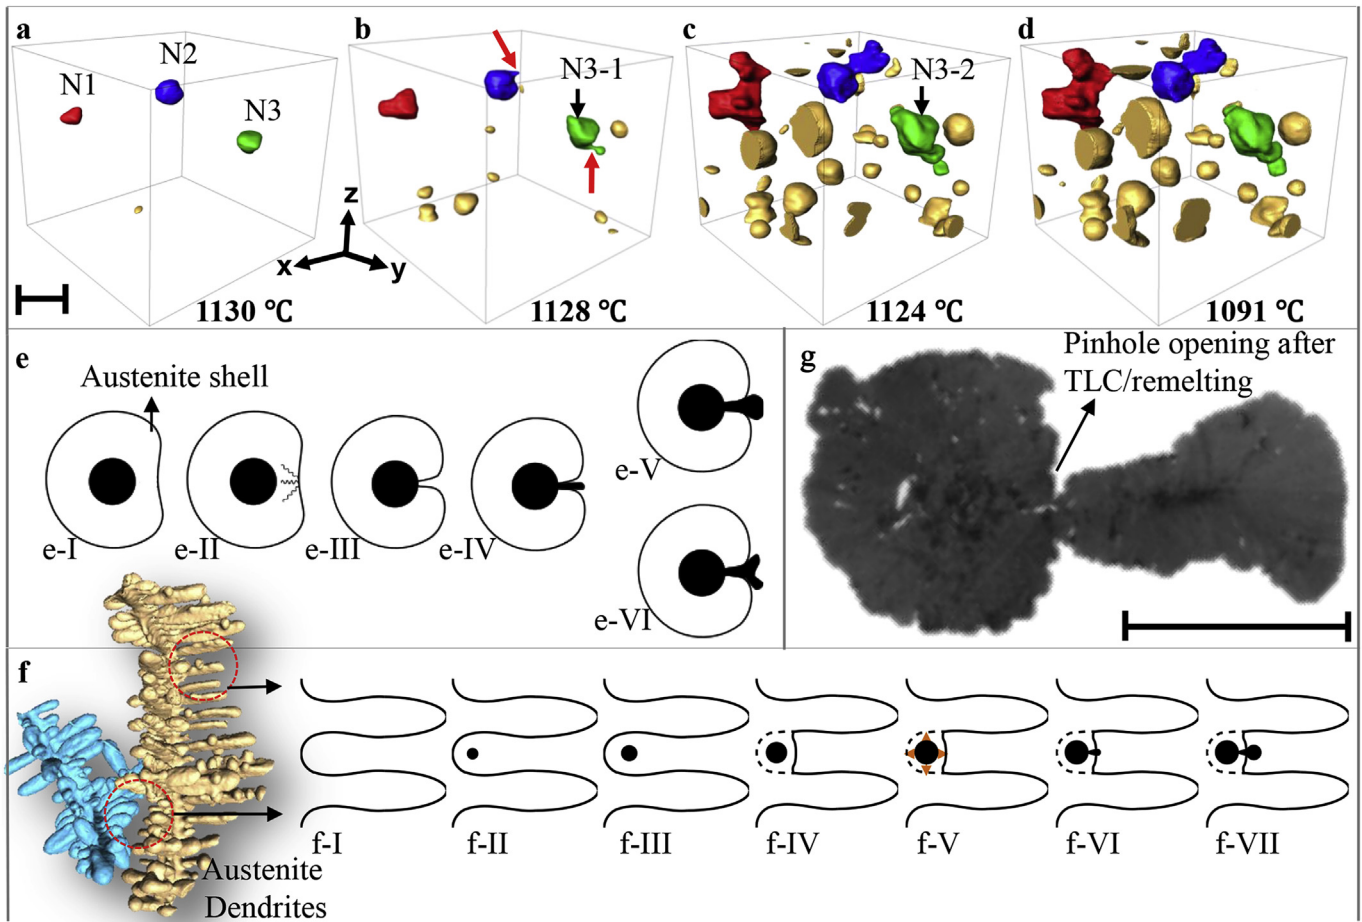 a
N1
N2
N3
1130 °C
b
N3-1
1128 °C
z
x
y
c
N3-2
1124 °C
d
1091 °C
e
Austenite shell
e-I
e-II
e-III
e-IV
e-V
e-VI
g
Pinhole opening after
TLC/remelting
f
Austenite
Dendrites
f-I
f-II
f-III
f-IV
f-V
f-VI
f-VII